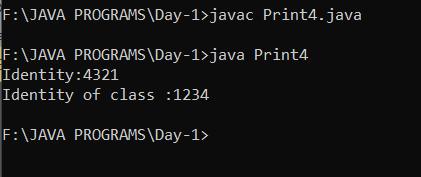 F:\JAVA PROGRAMS\Day-1>javac Print4.java
F:\JAVA PROGRAMS\Day-1>java Print4
Identity:4321
Identity of class :1234
F:\JAVA PROGRAMS\Day-1>